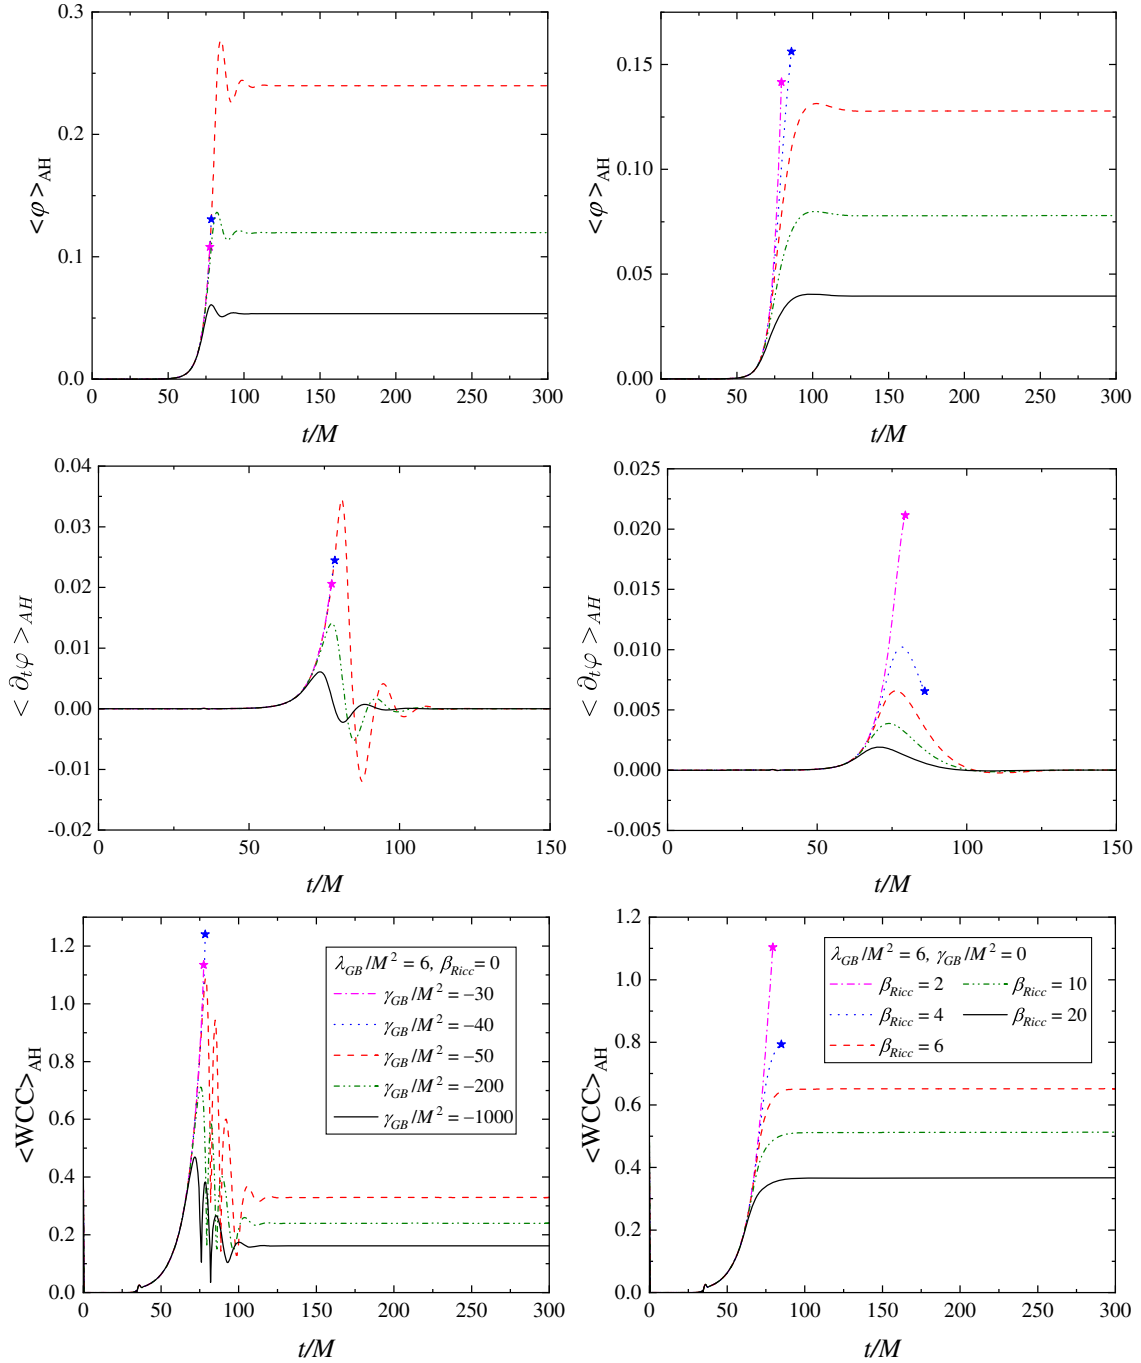 0.3
0.2
0.1
0.0
<φ>AH
0 50 100 150 200 250 300
t/M
0.15
0.10
0.05
0.00
<φ>AH
0 50 100 150 200 250 300
t/M
0.04
0.03
0.02
0.01
0.00
-0.01
-0.02
< ∂tφ >AH
0 50 100 150
t/M
0.025
0.020
0.015
0.010
0.005
0.000
-0.005
< ∂tφ >AH
0 50 100 150
t/M
1.2
1.0
0.8
0.6
0.4
0.2
0.0
<WCC>AH
λGB/M² = 6, βRicc = 0
γGB/M² = −30
γGB/M² = −40
γGB/M² = −50
γGB/M² = −200
γGB/M² = −1000
0 50 100 150 200 250 300
t/M
1.2
1.0
0.8
0.6
0.4
0.2
0.0
<WCC>AH
λGB/M² = 6, γGB/M² = 0
βRicc = 2 βRicc = 10
βRicc = 4 βRicc = 20
βRicc = 6
0 50 100 150 200 250 300
t/M